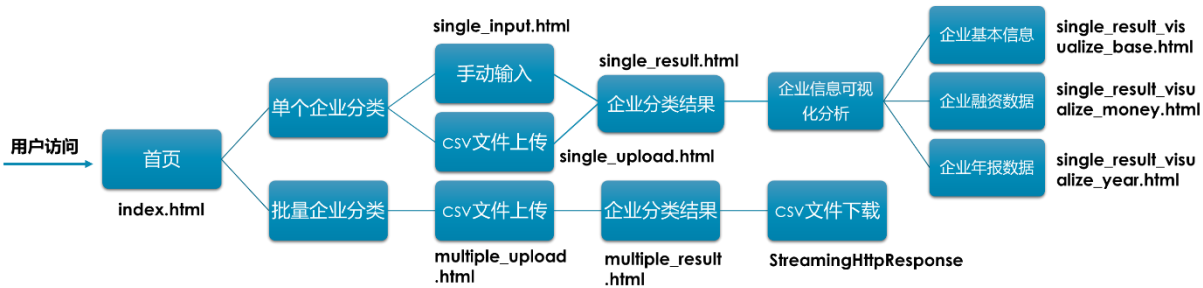 用户访问
首页
index.html
单个企业分类
批量企业分类
single_input.html
手动输入
csv文件上传
single_upload.html
single_result.html
企业分类结果
企业信息可视
化分析
企业基本信息
single_result_vis
ualize_base.html
企业融资数据
single_result_visu
alize_money.html
企业年报数据
single_result_visu
alize_year.html
csv文件上传
multiple_upload
.html
企业分类结果
multiple_result
.html
csv文件下载
StreamingHttpResponse